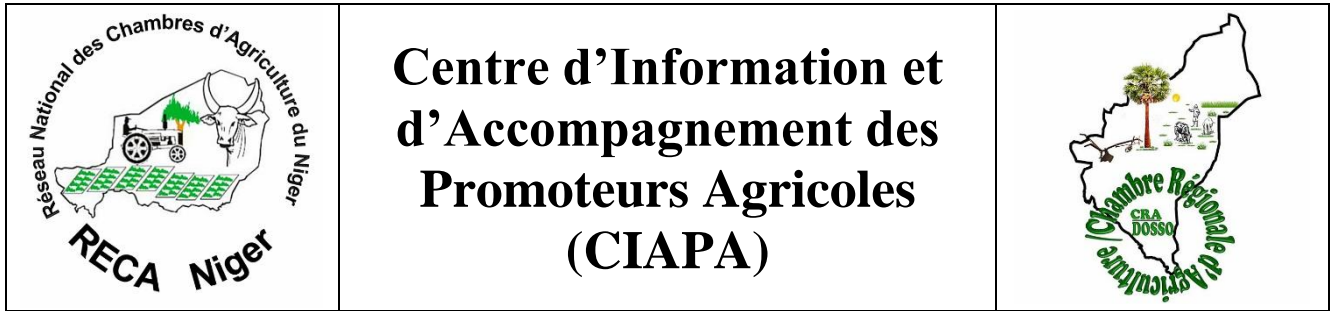 Réseau National des Chambres d'Agriculture du Niger
RECA Niger
Centre d’Information et
d’Accompagnement des
Promoteurs Agricoles
(CIAPA)
/Chambre Régionale d'Agriculture
CRA
DOSSO